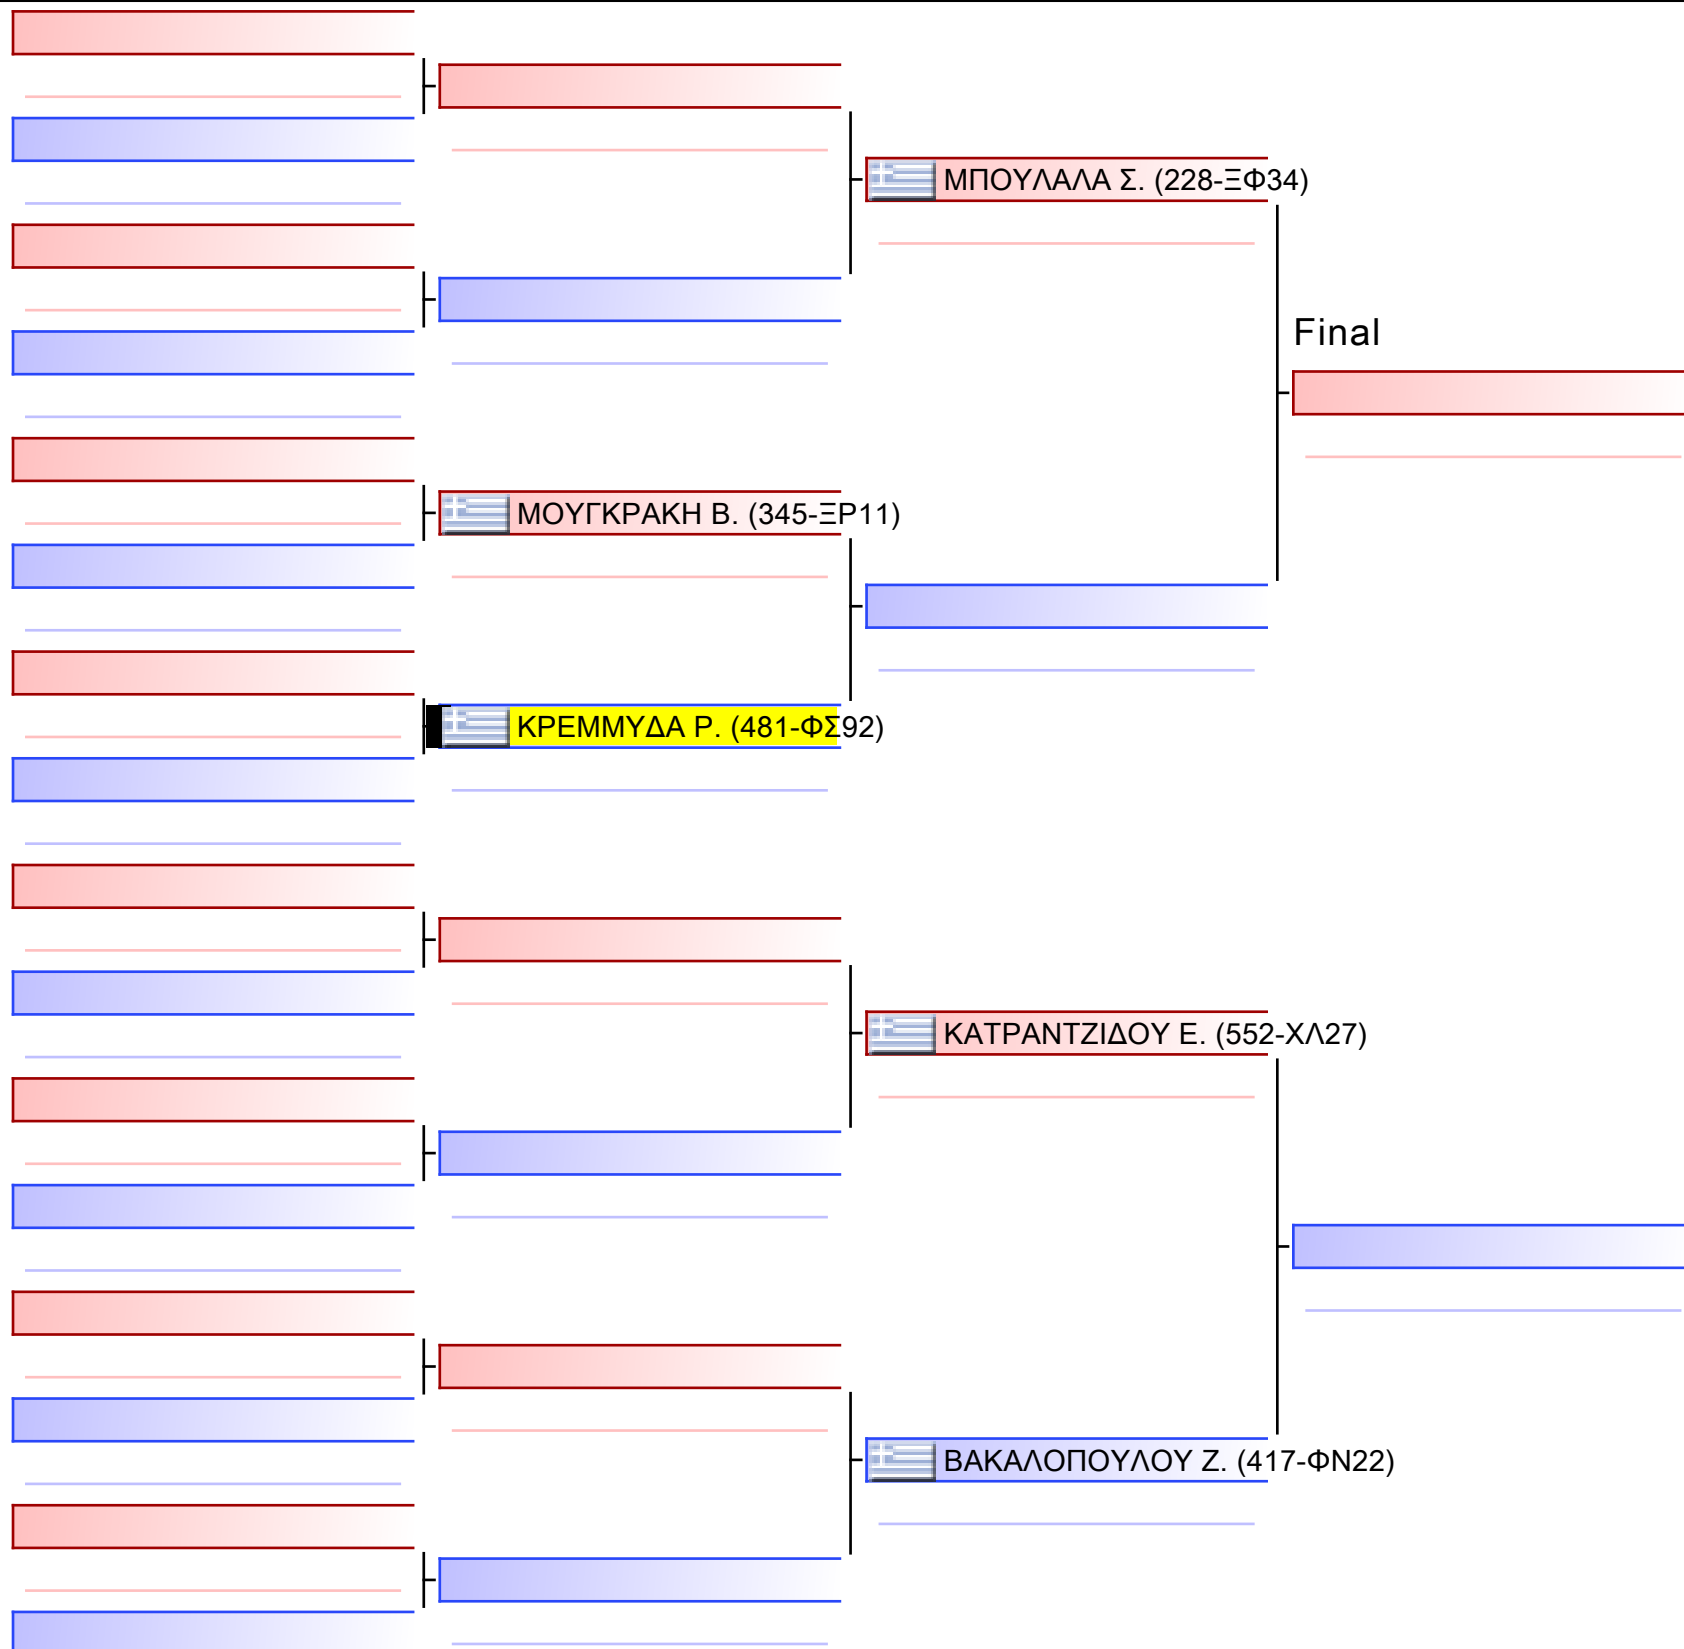 ΜΠΟΥΛΑΛΑ Σ. (228-ΞΦ34)
Final
ΜΟΥΓΚΡΑΚΗ Β. (345-ΞΡ11)
ΚΡΕΜΜΥΔΑ Ρ. (481-ΦΣ92)
ΚΑΤΡΑΝΤΖΙΔΟΥ Ε. (552-ΧΛ27)
ΒΑΚΑΛΟΠΟΥΛΟΥ Ζ. (417-ΦΝ22)